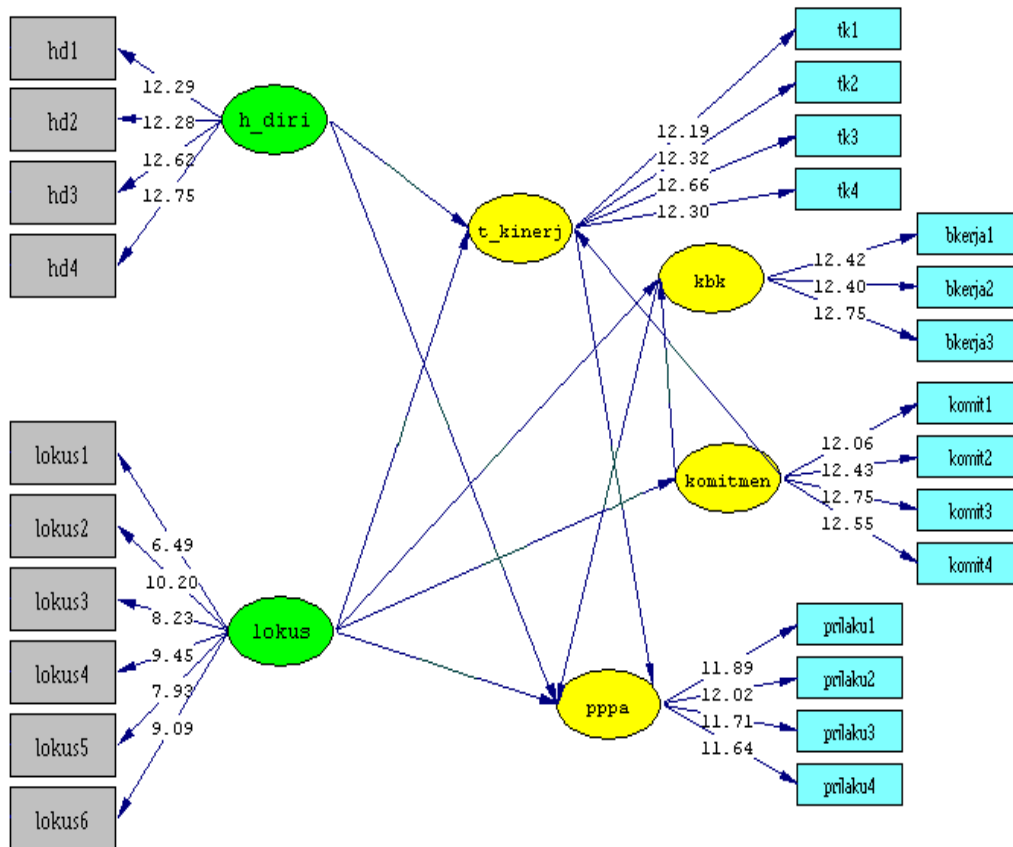 hd1
hd2
hd3
hd4
12.29
12.28
12.62
12.75
h_diri
lokus1
lokus2
lokus3
lokus4
lokus5
lokus6
6.49
10.20
8.23
9.45
7.93
9.09
lokus
t_kinerj
12.19
12.32
12.66
12.30
tk1
tk2
tk3
tk4
kbk
12.42
12.40
12.75
bkerja1
bkerja2
bkerja3
komitmen
12.06
12.43
12.75
12.55
komit1
komit2
komit3
komit4
pppa
11.89
12.02
11.71
11.64
prilaku1
prilaku2
prilaku3
prilaku4